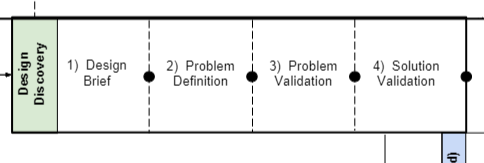 Design
Discovery
1) Design
Brief
2) Problem
Definition
3) Problem
Validation
4) Solution
Validation